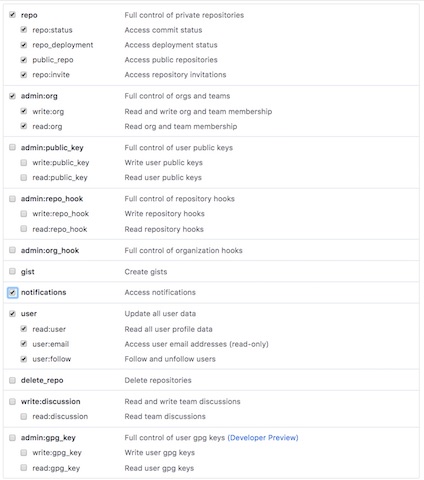 repo Full control of private repositories
repo:status Access commit status
repo_deployment Access deployment status
public_repo Access public repositories
repo:invite Access repository invitations
admin:org Full control of orgs and teams
write:org Read and write org and team membership
read:org Read org and team membership
admin:public_key Full control of user public keys
write:public_key Write user public keys
read:public_key Read user public keys
admin:repo_hook Full control of repository hooks
write:repo_hook Write repository hooks
read:repo_hook Read repository hooks
admin:org_hook Full control of organization hooks
gist Create gists
notifications Access notifications
user Update all user data
read:user Read all user profile data
user:email Access user email addresses (read-only)
user:follow Follow and unfollow users
delete_repo Delete repositories
write:discussion Read and write team discussions
read:discussion Read team discussions
admin:gpg_key Full control of user gpg keys (Developer Preview)
write:gpg_key Write user gpg keys
read:gpg_key Read user gpg keys